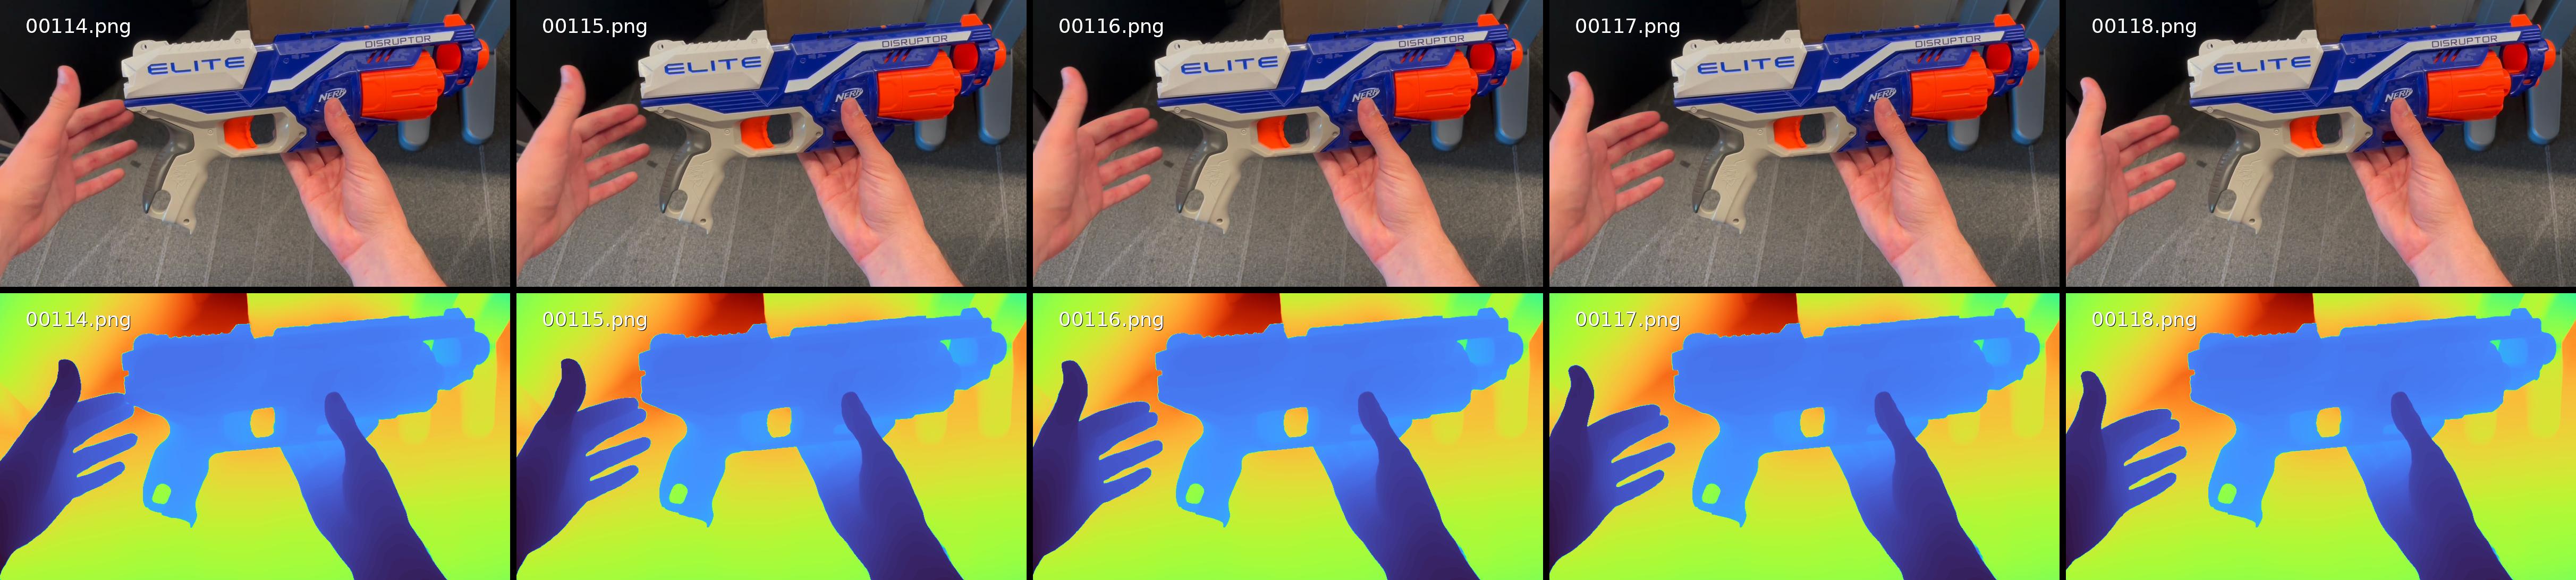 00114.png
DISRUPTOR
ELITE
NERF
00115.png
DISRUPTOR
ELITE
NERF
00116.png
DISRUPTOR
ELITE
NERF
00117.png
DISRUPTOR
ELITE
NERF
00118.png
DISRUPTOR
ELITE
NERF
00114.png
00115.png
00116.png
00117.png
00118.png